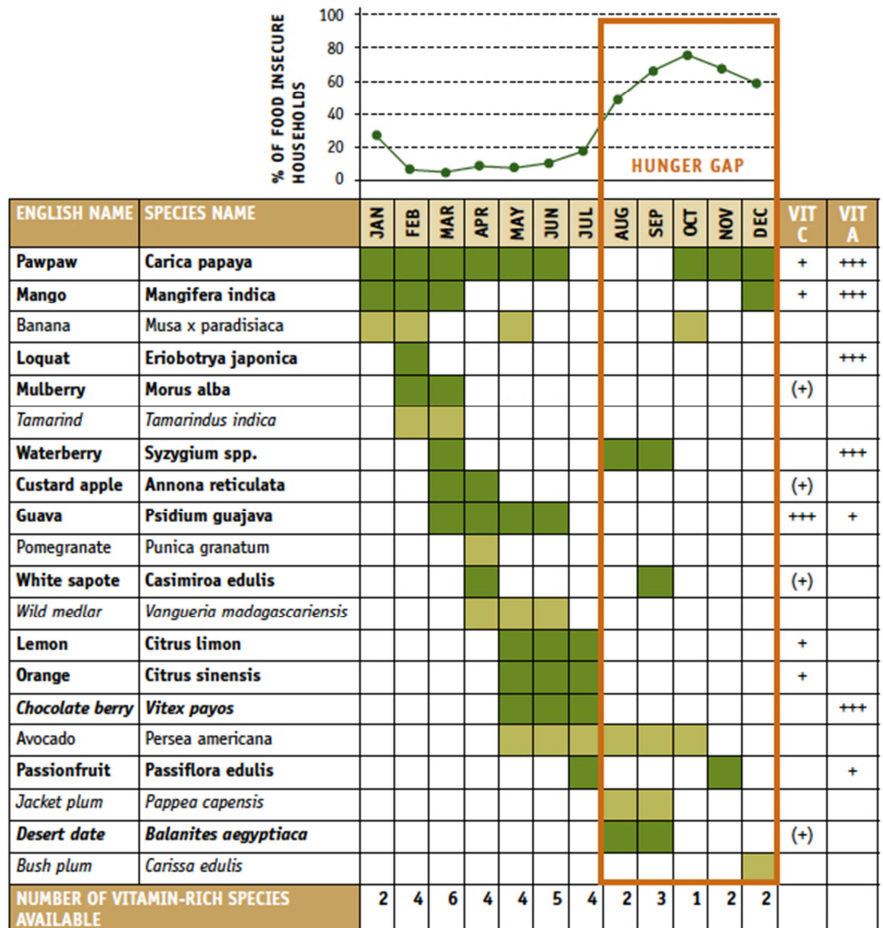 100
80
60
40
20
0
% OF FOOD INSECURE
HOUSEHOLDS
HUNGER GAP
ENGLISH NAME SPECIES NAME JAN FEB MAR APR MAY JUN JUL AUG SEP OCT NOV DEC VIT C VIT A
Pawpaw Carica papaya + +++
Mango Mangifera indica + +++
Banana Musa x paradisiaca
Loquat Eriobotrya japonica +++
Mulberry Morus alba (+)
Tamarind Tamarindus indica
Waterberry Syzygium spp. +++
Custard apple Annona reticulata (+)
Guava Psidium guajava +++ +
Pomegranate Punica granatum
White sapote Casimiroa edulis (+)
Wild medlar Vangueria madagascariensis
Lemon Citrus limon +
Orange Citrus sinensis +
Chocolate berry Vitex payos +++
Avocado Persea americana
Passionfruit Passiflora edulis +
Jacket plum Pappea capensis
Desert date Balanites aegyptiaca (+)
Bush plum Carissa edulis
NUMBER OF VITAMIN-RICH SPECIES 2 4 6 4 4 5 4 2 3 1 2 2
AVAILABLE